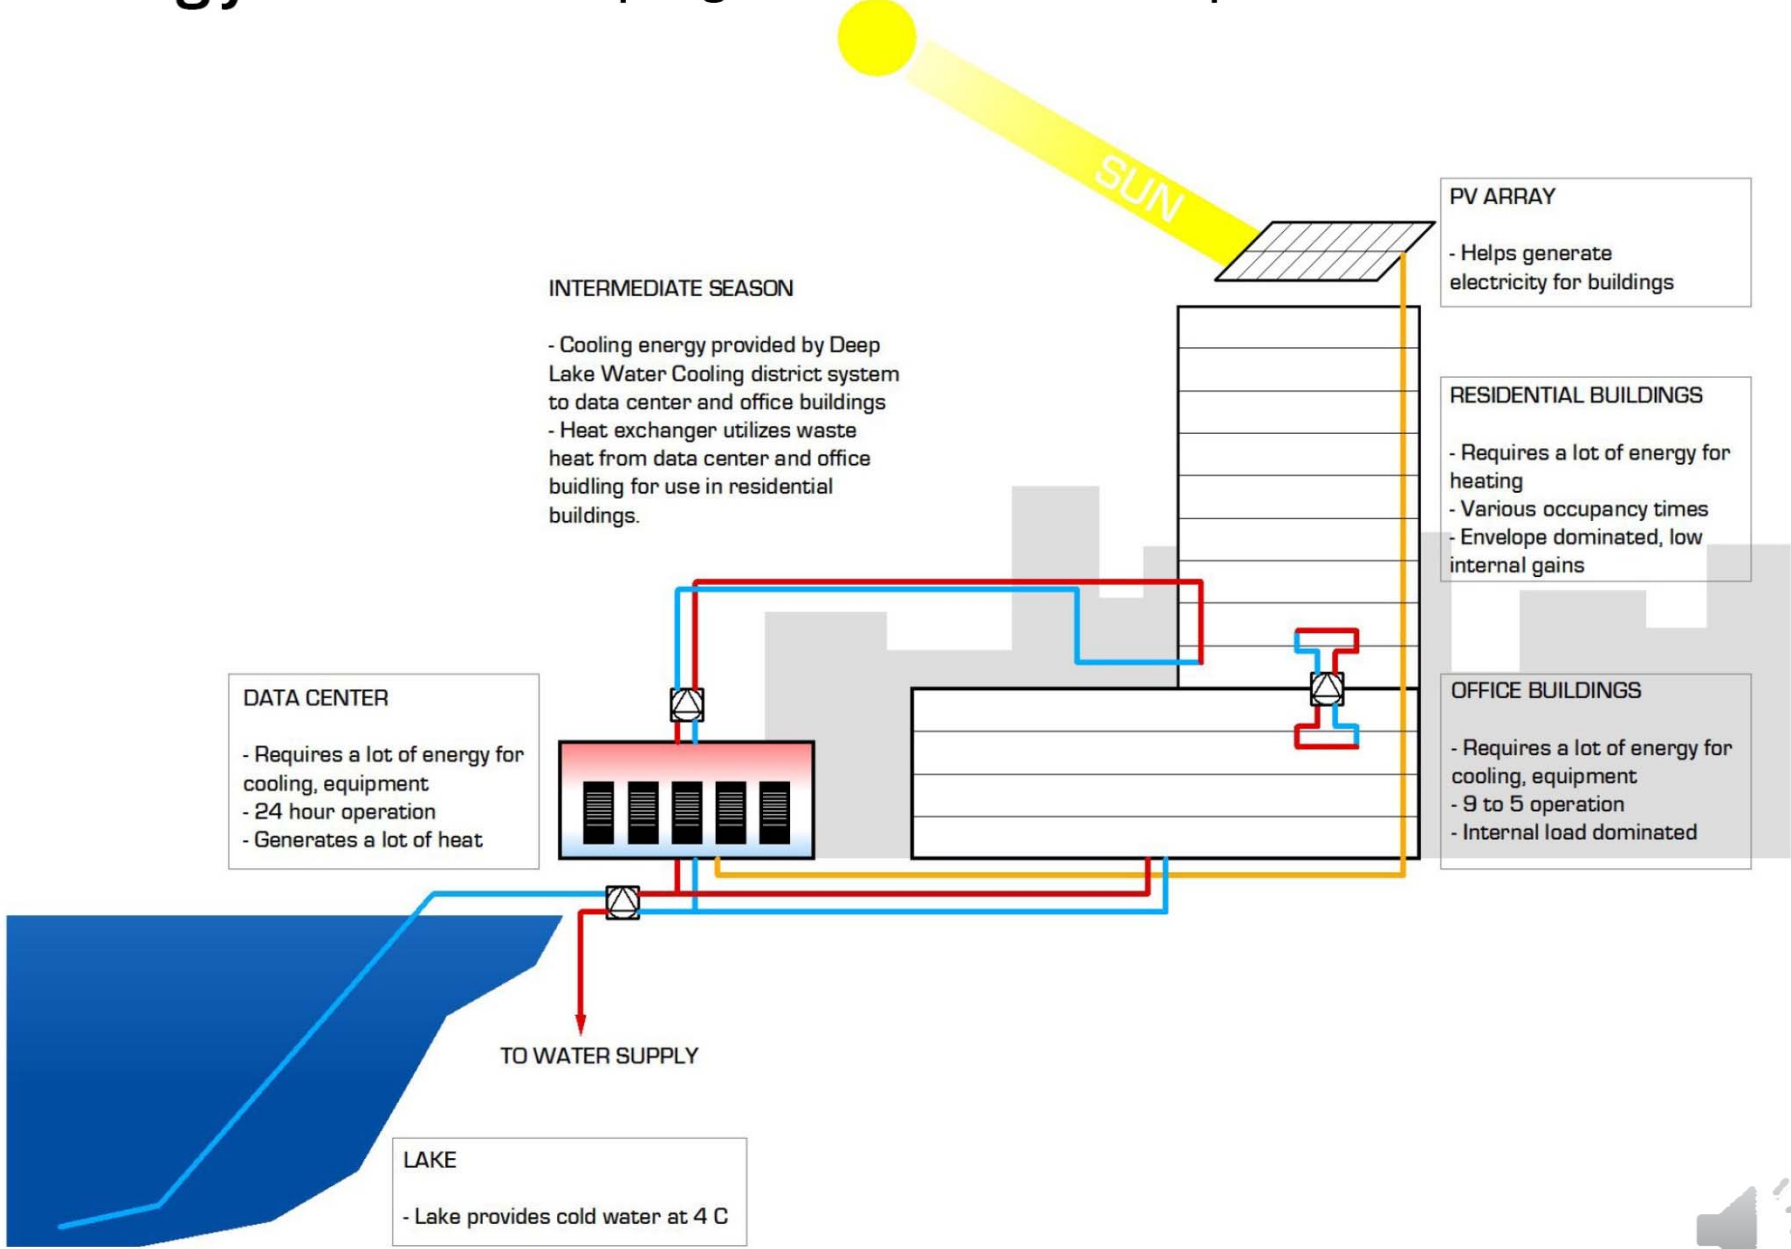 gy
SUN
PV ARRAY
- Helps generate
electricity for buildings
INTERMEDIATE SEASON
- Cooling energy provided by Deep
Lake Water Cooling district system
to data center and office buildings
- Heat exchanger utilizes waste
heat from data center and office
buidling for use in residential
buildings.
RESIDENTIAL BUILDINGS
- Requires a lot of energy for
heating
- Various occupancy times
- Envelope dominated, low
internal gains
DATA CENTER
- Requires a lot of energy for
cooling, equipment
- 24 hour operation
- Generates a lot of heat
OFFICE BUILDINGS
- Requires a lot of energy for
cooling, equipment
- 9 to 5 operation
- Internal load dominated
TO WATER SUPPLY
LAKE
- Lake provides cold water at 4 C